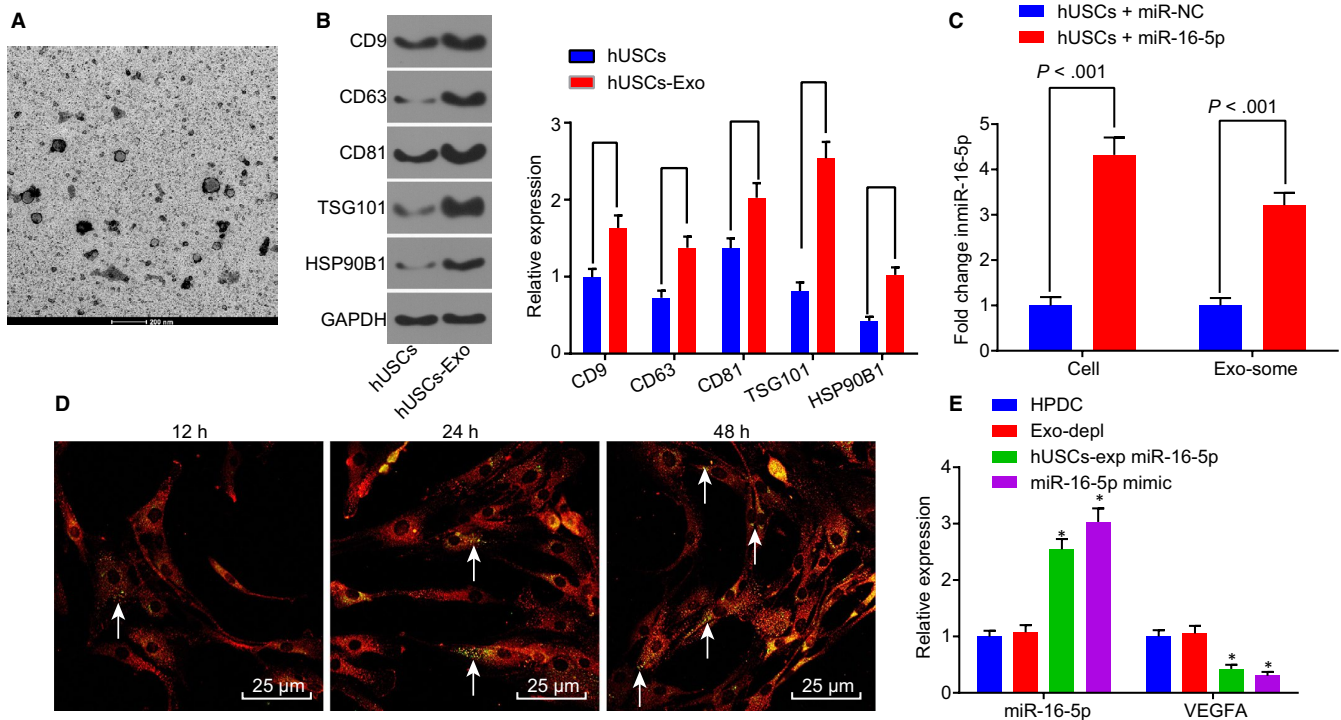 A
200 nm
B
CD9
CD63
CD81
TSG101
HSP90B1
GAPDH
hUSCs
hUSCs-Exo
hUSCs
hUSCs-Exo
Relative expression
3
2
1
0
CD9
CD63
CD81
TSG101
HSP90B1
C
hUSCs + miR-NC
hUSCs + miR-16-5p
P < .001
P < .001
Fold change inmiR-16-5p
5
4
3
2
1
0
Cell
Exo-some
D
12 h
24 h
48 h
25 µm
25 µm
25 µm
E
HPDC
Exo-depl
hUSCs-exp miR-16-5p
miR-16-5p mimic
Relative expression
4
3
2
1
0
*
*
*
*
miR-16-5p
VEGFA